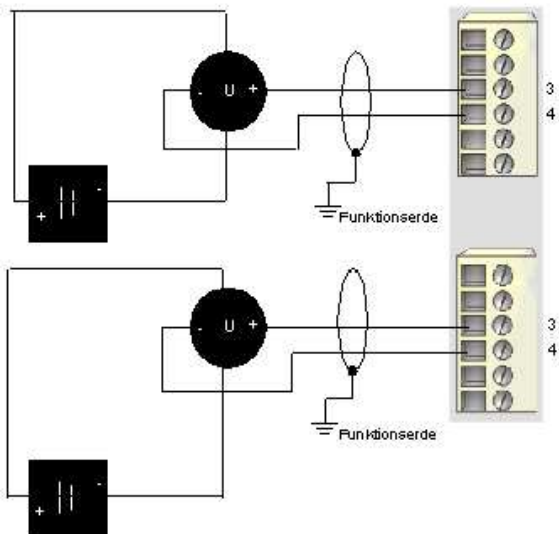 - U +
3
4
+ -
Funktionserde
- U +
3
4
Funktionserde
+ -